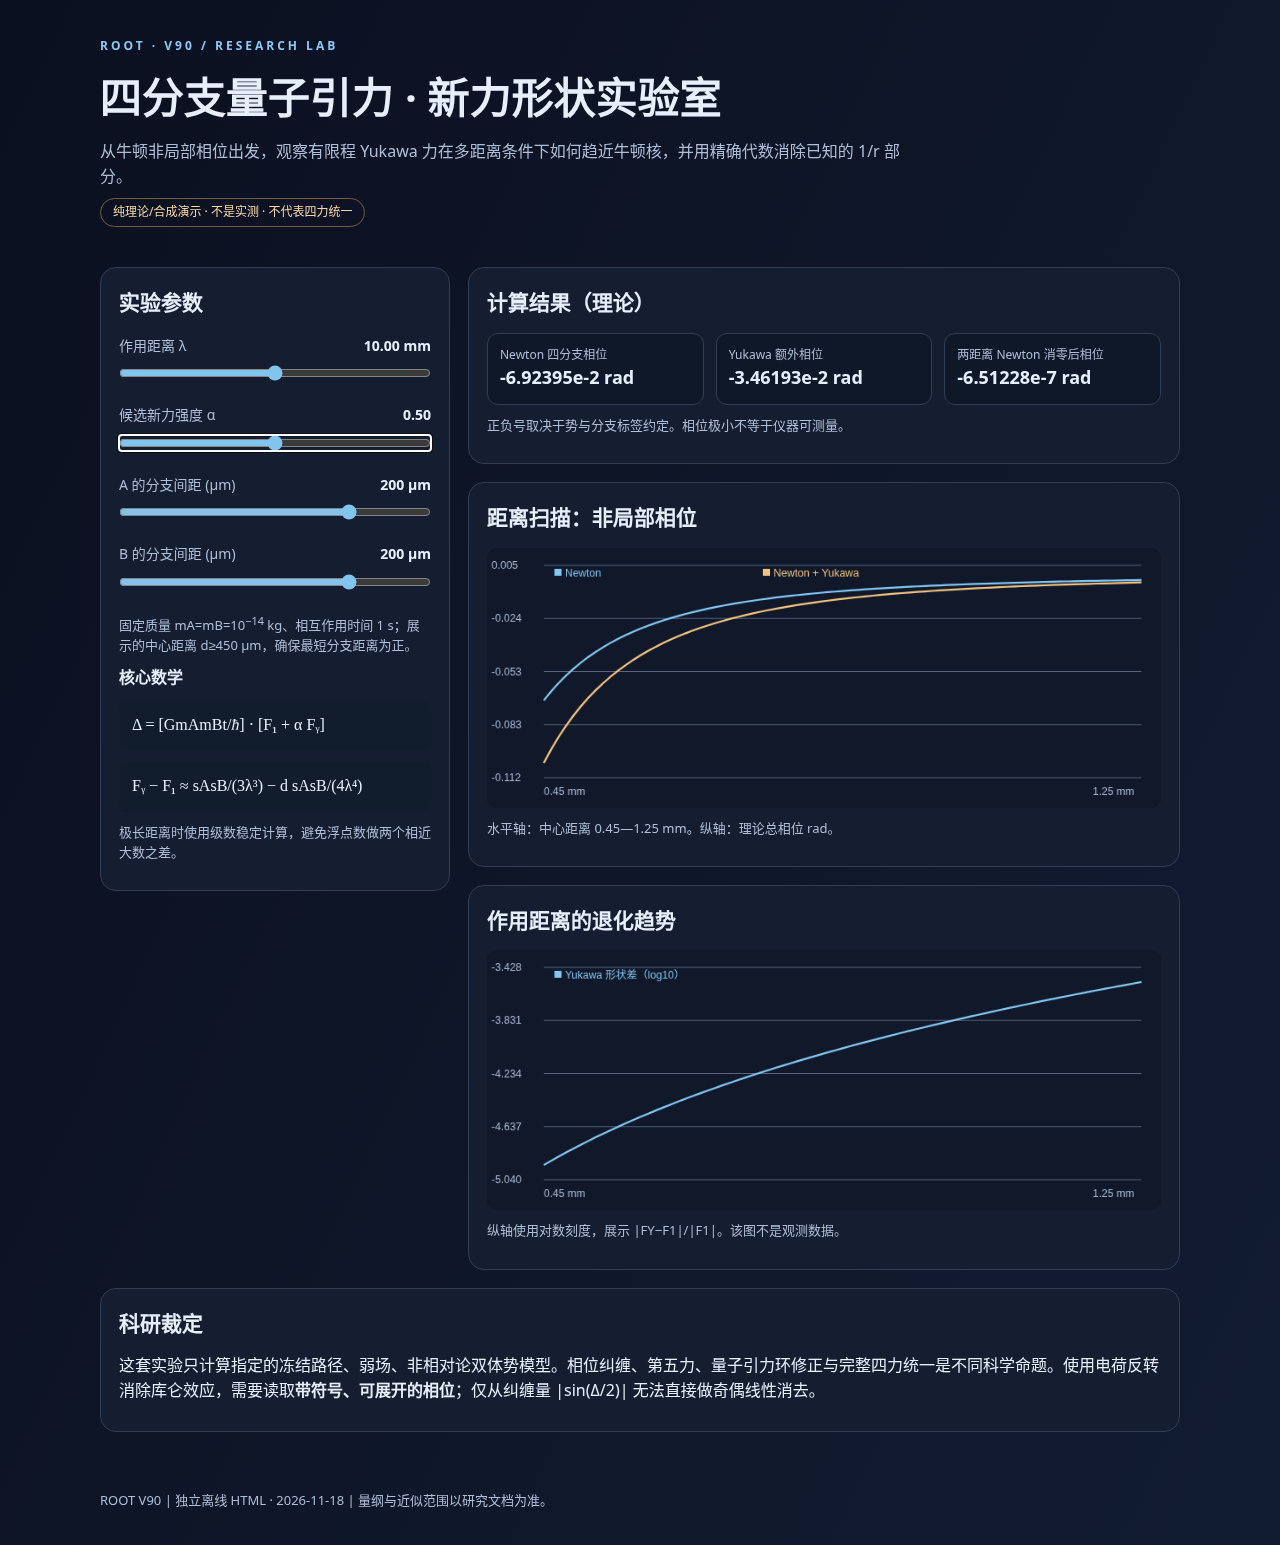 ROOT · V90 / RESEARCH LAB
四分支量子引力 · 新力形状实验室
从牛顿非局部相位出发，观察有限程 Yukawa 力在多距离条件下如何趋近牛顿核，并用精确代数消除已知的 1/r 部
分。
纯理论/合成演示 · 不是实测 · 不代表四力统一
实验参数
作用距离 λ 10.00 mm
候选新力强度 α 0.50
A 的分支间距 (μm) 200 μm
B 的分支间距 (μm) 200 μm
固定质量 mA=mB=10⁻¹⁴ kg、相互作用时间 1 s；展
示的中心距离 d≥450 μm，确保最短分支距离为正。
核心数学
Δ = [GmAmBt/ℏ] · [F₁ + α Fᵧ]
Fᵧ − F₁ ≈ sAsB/(3λ³) − d sAsB/(4λ⁴)
极长距离时使用级数稳定计算，避免浮点数做两个相近
大数之差。
计算结果（理论）
Newton 四分支相位
-6.92395e-2 rad
Yukawa 额外相位
-3.46193e-2 rad
两距离 Newton 消零后相位
-6.51228e-7 rad
正负号取决于势与分支标签约定。相位极小不等于仪器可测量。
距离扫描：非局部相位
0.005
Newton
Newton + Yukawa
-0.024
-0.053
-0.083
-0.112
0.45 mm 1.25 mm
水平轴：中心距离 0.45—1.25 mm。纵轴：理论总相位 rad。
作用距离的退化趋势
-3.428
Yukawa 形状差（log10）
-3.831
-4.234
-4.637
-5.040
0.45 mm 1.25 mm
纵轴使用对数刻度，展示 |FY−F1|/|F1|。该图不是观测数据。
科研裁定
这套实验只计算指定的冻结路径、弱场、非相对论双体势模型。相位纠缠、第五力、量子引力环修正与完整四力统一是不同科学命题。使用电荷反转
消除库仑效应，需要读取带符号、可展开的相位；仅从纠缠量 |sin(Δ/2)| 无法直接做奇偶线性消去。
ROOT V90 | 独立离线 HTML · 2026-11-18 | 量纲与近似范围以研究文档为准。